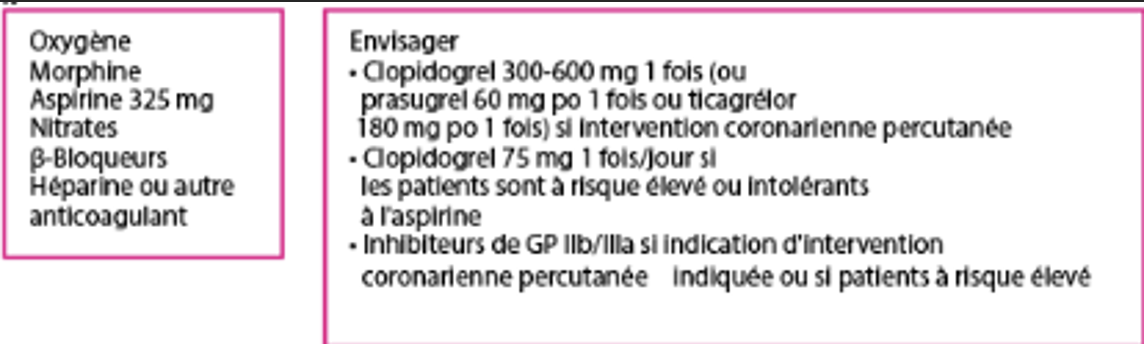 Oxygène
Morphine
Aspirine 325 mg
Nitrates
β-Bloqueurs
Héparine ou autre
anticoagulant
Envisager
• Clopidogrel 300-600 mg 1 fois (ou
prasugrel 60 mg po 1 fois ou ticagrélor
180 mg po 1 fois) si intervention coronarienne percutanée
• Clopidogrel 75 mg 1 fois/jour si
les patients sont à risque élevé ou intolérants
à l'aspirine
• Inhibiteurs de GP IIb/IIIa si indication d'intervention
coronarienne percutanée indiquée ou si patients à risque élevé